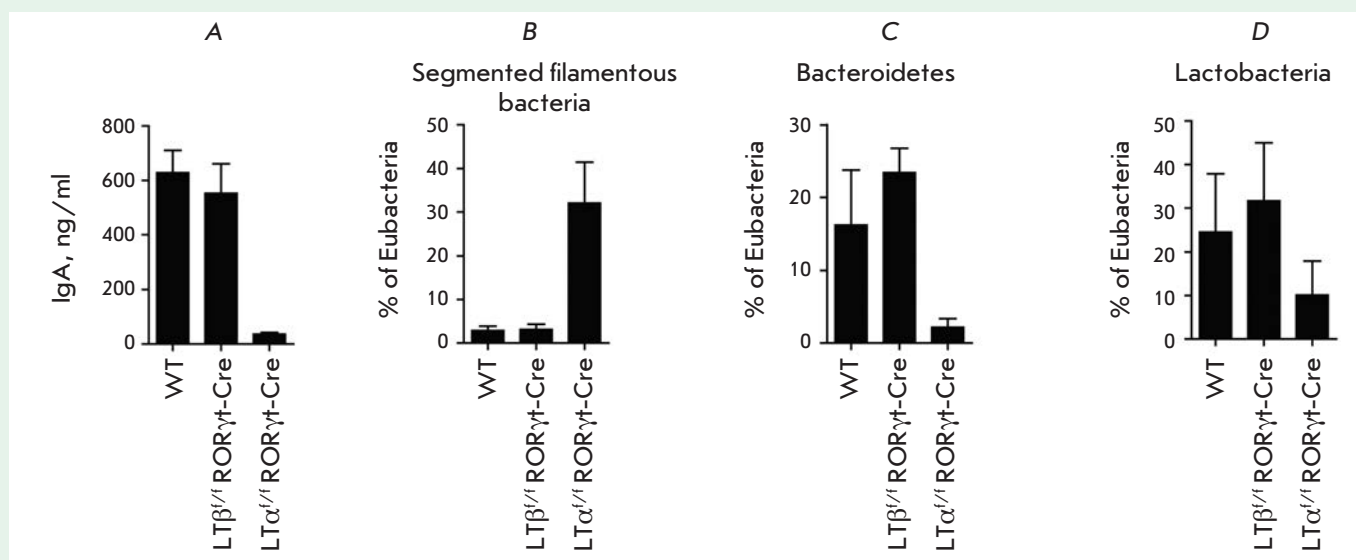 A
IgA, ng/ml
800
600
400
200
0
WT
LTβf/f RORγt-Cre
LTαf/f RORγt-Cre
B
Segmented filamentous
bacteria
% of Eubacteria
50
40
30
20
10
0
WT
LTβf/f RORγt-Cre
LTαf/f RORγt-Cre
C
Bacteroidetes
% of Eubacteria
30
20
10
0
WT
LTβf/f RORγt-Cre
LTαf/f RORγt-Cre
D
Lactobacteria
% of Eubacteria
50
40
30
20
10
0
WT
LTβf/f RORγt-Cre
LTαf/f RORγt-Cre